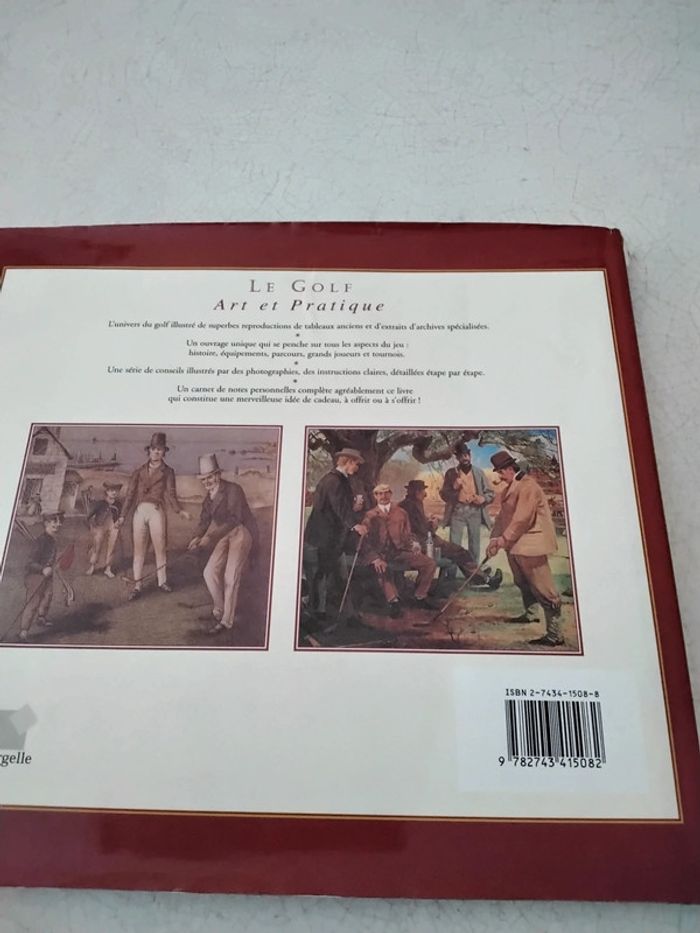 LE GOLF
Art et Pratique
L'univers du golf illustré de superbes reproductions de tableaux anciens et d'extraits d'archives spécialisées.
*
Un ouvrage unique qui se penche sur tous les aspects du jeu :
histoire, équipements, parcours, grands joueurs et tournois.
*
Une série de conseils illustrés par des photographies, des instructions claires, détaillées étape par étape.
*
Un carnet de notes personnelles complète agréablement ce livre
qui constitue une merveilleuse idée de cadeau, à offrir ou à s'offrir !
ISBN 2-7434-1508-8
9 782743 415082
rgelle